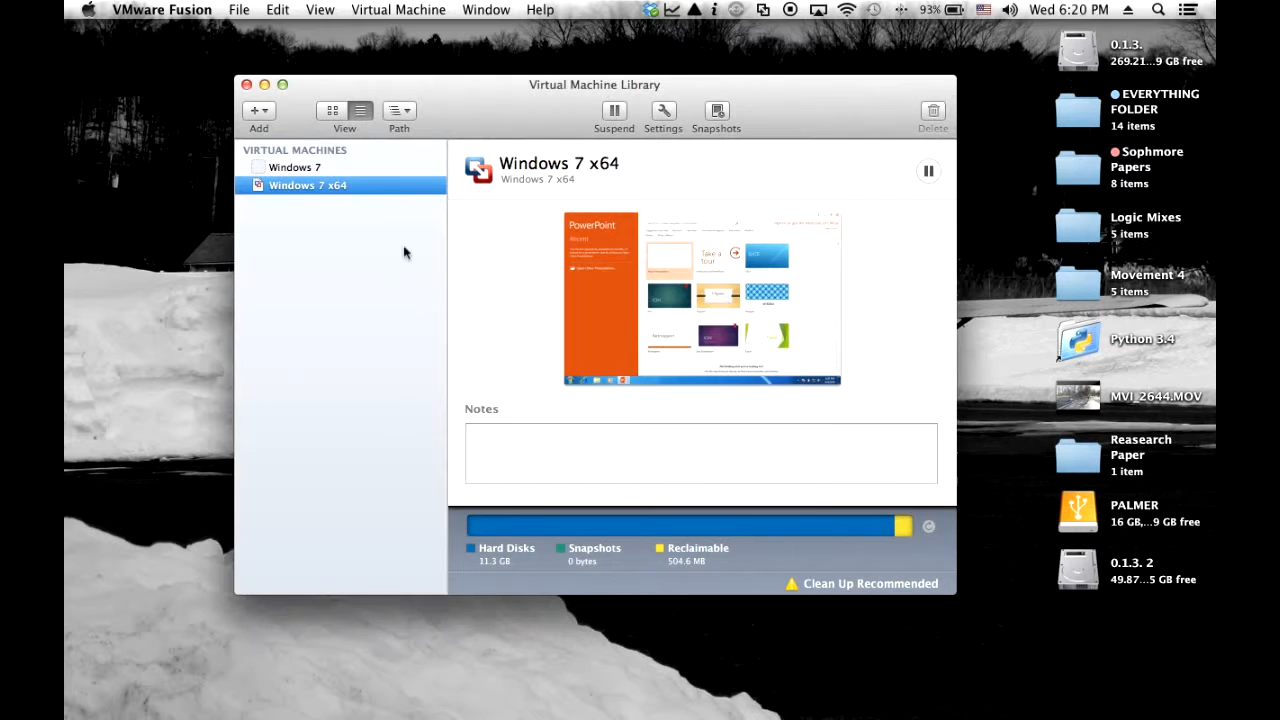 VMware Fusion File Edit View Virtual Machine Window Help 93% Wed 6:20 PM
Virtual Machine Library
Add View Path Suspend Settings Snapshots Delete
VIRTUAL MACHINES
Windows 7
Windows 7 x64
Windows 7 x64
Windows 7 x64
PowerPoint
Recent
Take a
tour
Notes
Hard Disks
11.3 GB
Snapshots
0 bytes
Reclaimable
504.6 MB
Clean Up Recommended
0.1.3.
269.21...9 GB free
EVERYTHING
FOLDER
14 items
Sophmore
Papers
8 items
Logic Mixes
5 items
Movement 4
5 items
Python 3.4
MVI_2644.MOV
Reasearch
Paper
1 item
PALMER
16 GB,...9 GB free
0.1.3. 2
49.87...5 GB free